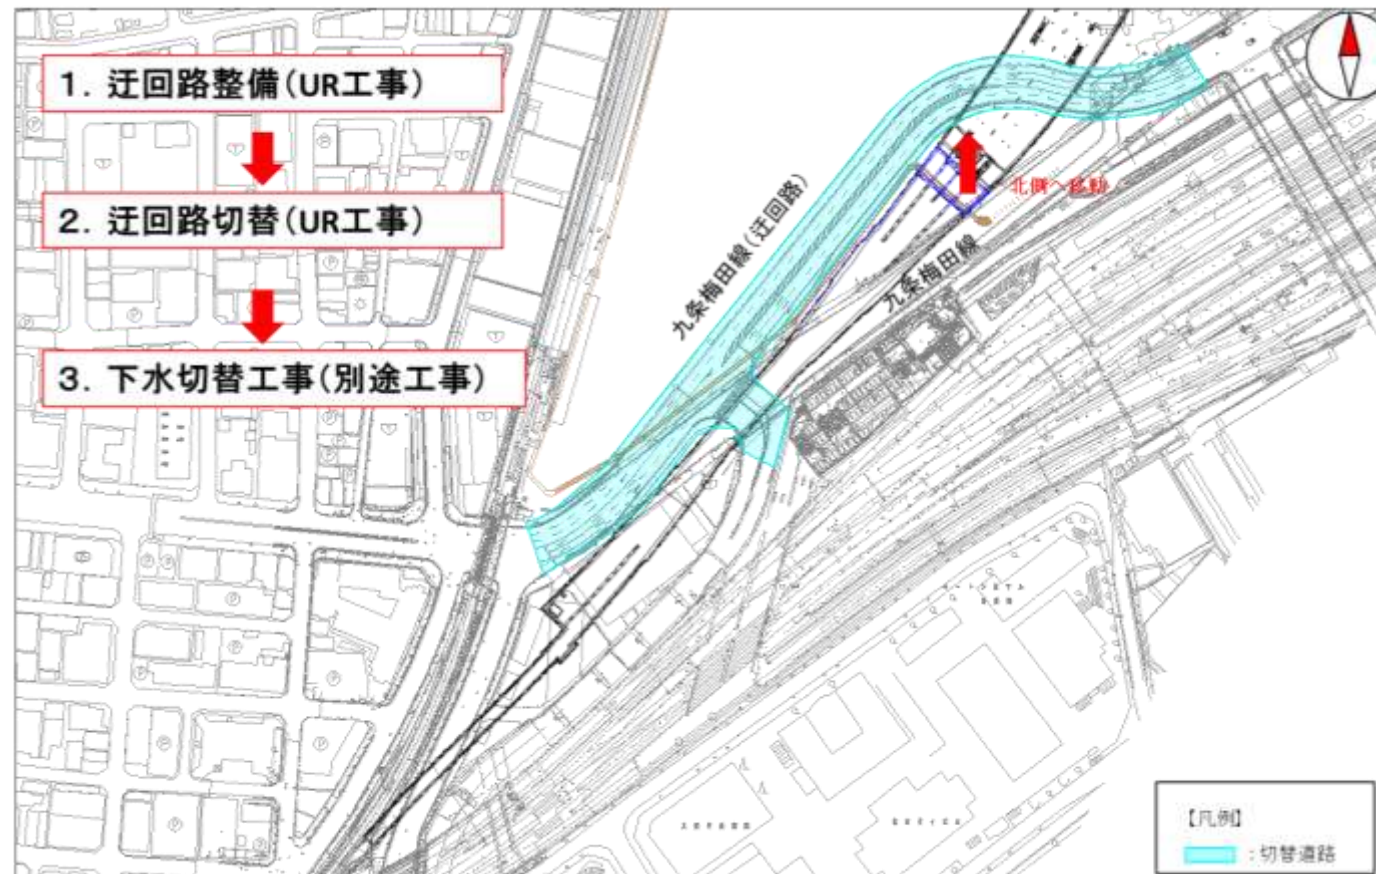 1. 迂回路整備(UR工事)
2. 迂回路切替(UR工事)
3. 下水切替工事(別途工事)
北側へ移動
九条梅田線(迂回路)
九条梅田線
【凡例】
:切替道路